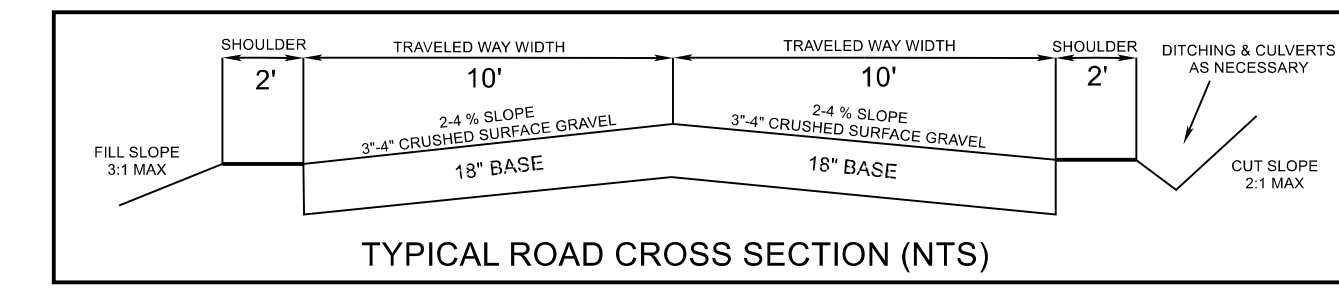 SHOULDER
2'
TRAVELED WAY WIDTH
10'
TRAVELED WAY WIDTH
10'
SHOULDER
2'
DITCHING & CULVERTS
AS NECESSARY
2-4 % SLOPE
3"-4" CRUSHED SURFACE GRAVEL
18" BASE
2-4 % SLOPE
3"-4" CRUSHED SURFACE GRAVEL
18" BASE
FILL SLOPE
3:1 MAX
CUT SLOPE
2:1 MAX
TYPICAL ROAD CROSS SECTION (NTS)